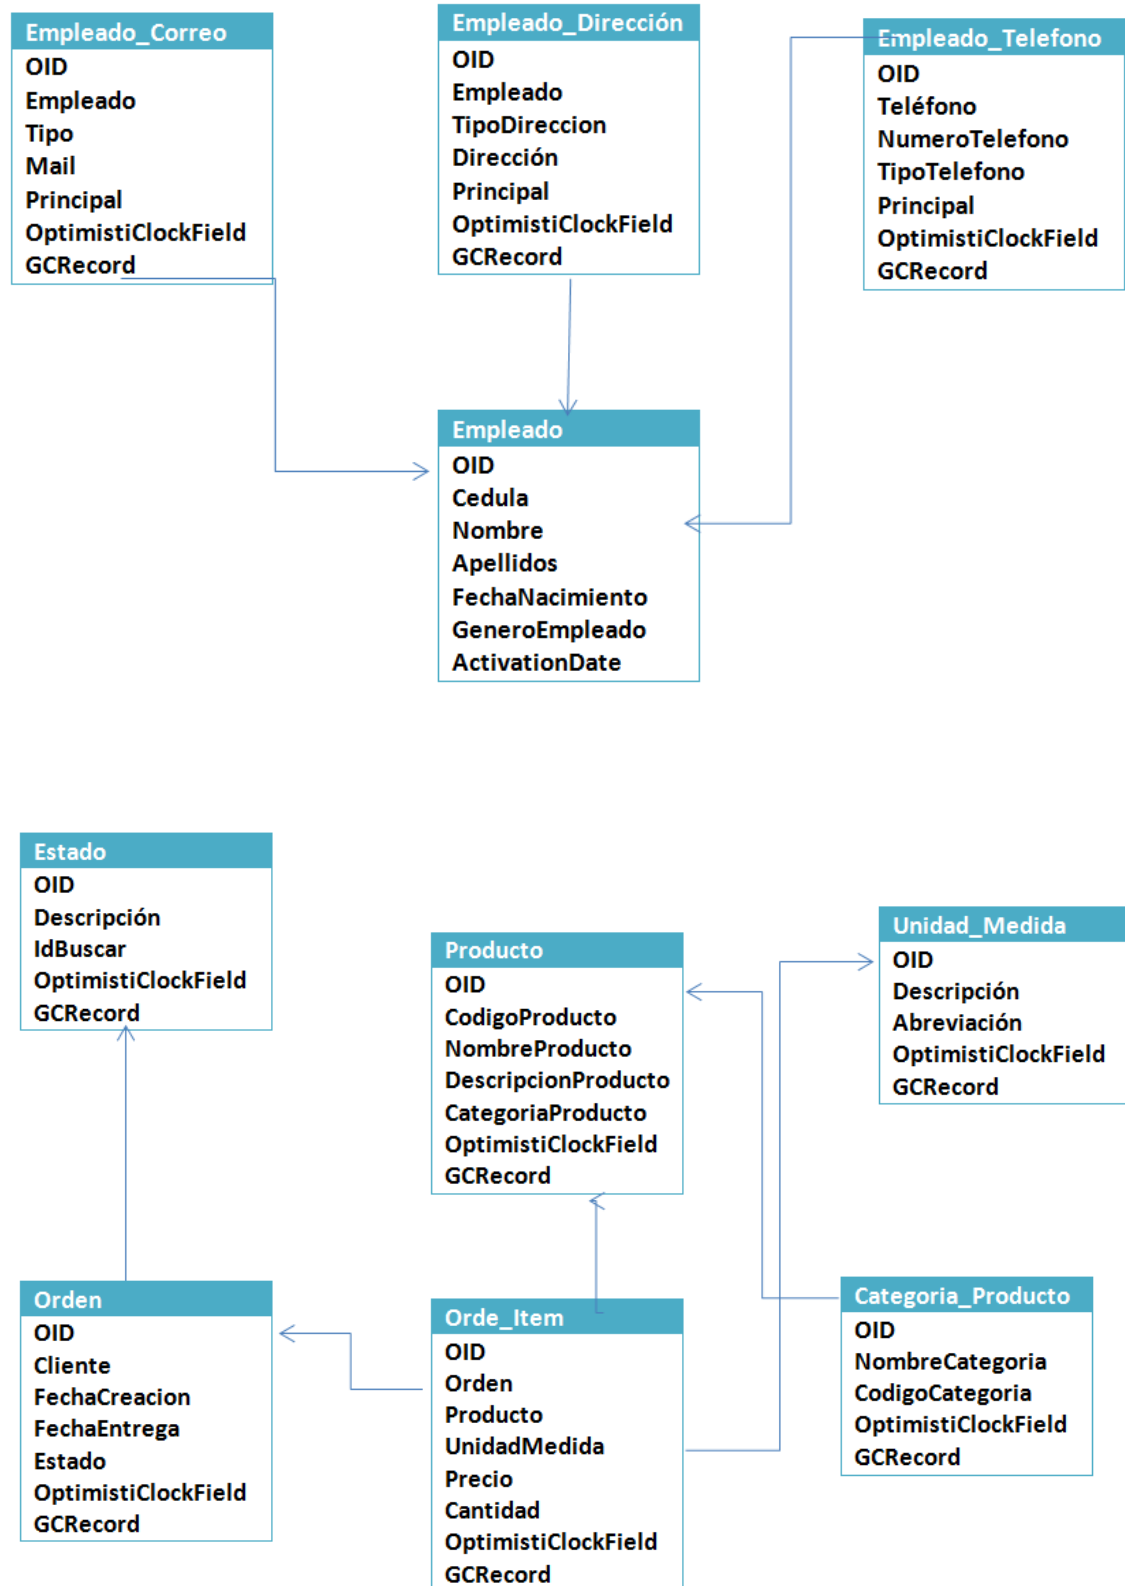 Empleado_Correo
OID
Empleado
Tipo
Mail
Principal
OptimistiClockField
GCRecord
Empleado_Dirección
OID
Empleado
TipoDireccion
Dirección
Principal
OptimistiClockField
GCRecord
Empleado_Telefono
OID
Teléfono
NumeroTelefono
TipoTelefono
Principal
OptimistiClockField
GCRecord
Empleado
OID
Cedula
Nombre
Apellidos
FechaNacimiento
GeneroEmpleado
ActivationDate
Estado
OID
Descripción
IdBuscar
OptimistiClockField
GCRecord
Producto
OID
CodigoProducto
NombreProducto
DescripcionProducto
CategoriaProducto
OptimistiClockField
GCRecord
Unidad_Medida
OID
Descripción
Abreviación
OptimistiClockField
GCRecord
Orden
OID
Cliente
FechaCreacion
FechaEntrega
Estado
OptimistiClockField
GCRecord
Orde_Item
OID
Orden
Producto
UnidadMedida
Precio
Cantidad
OptimistiClockField
GCRecord
Categoria_Producto
OID
NombreCategoria
CodigoCategoria
OptimistiClockField
GCRecord